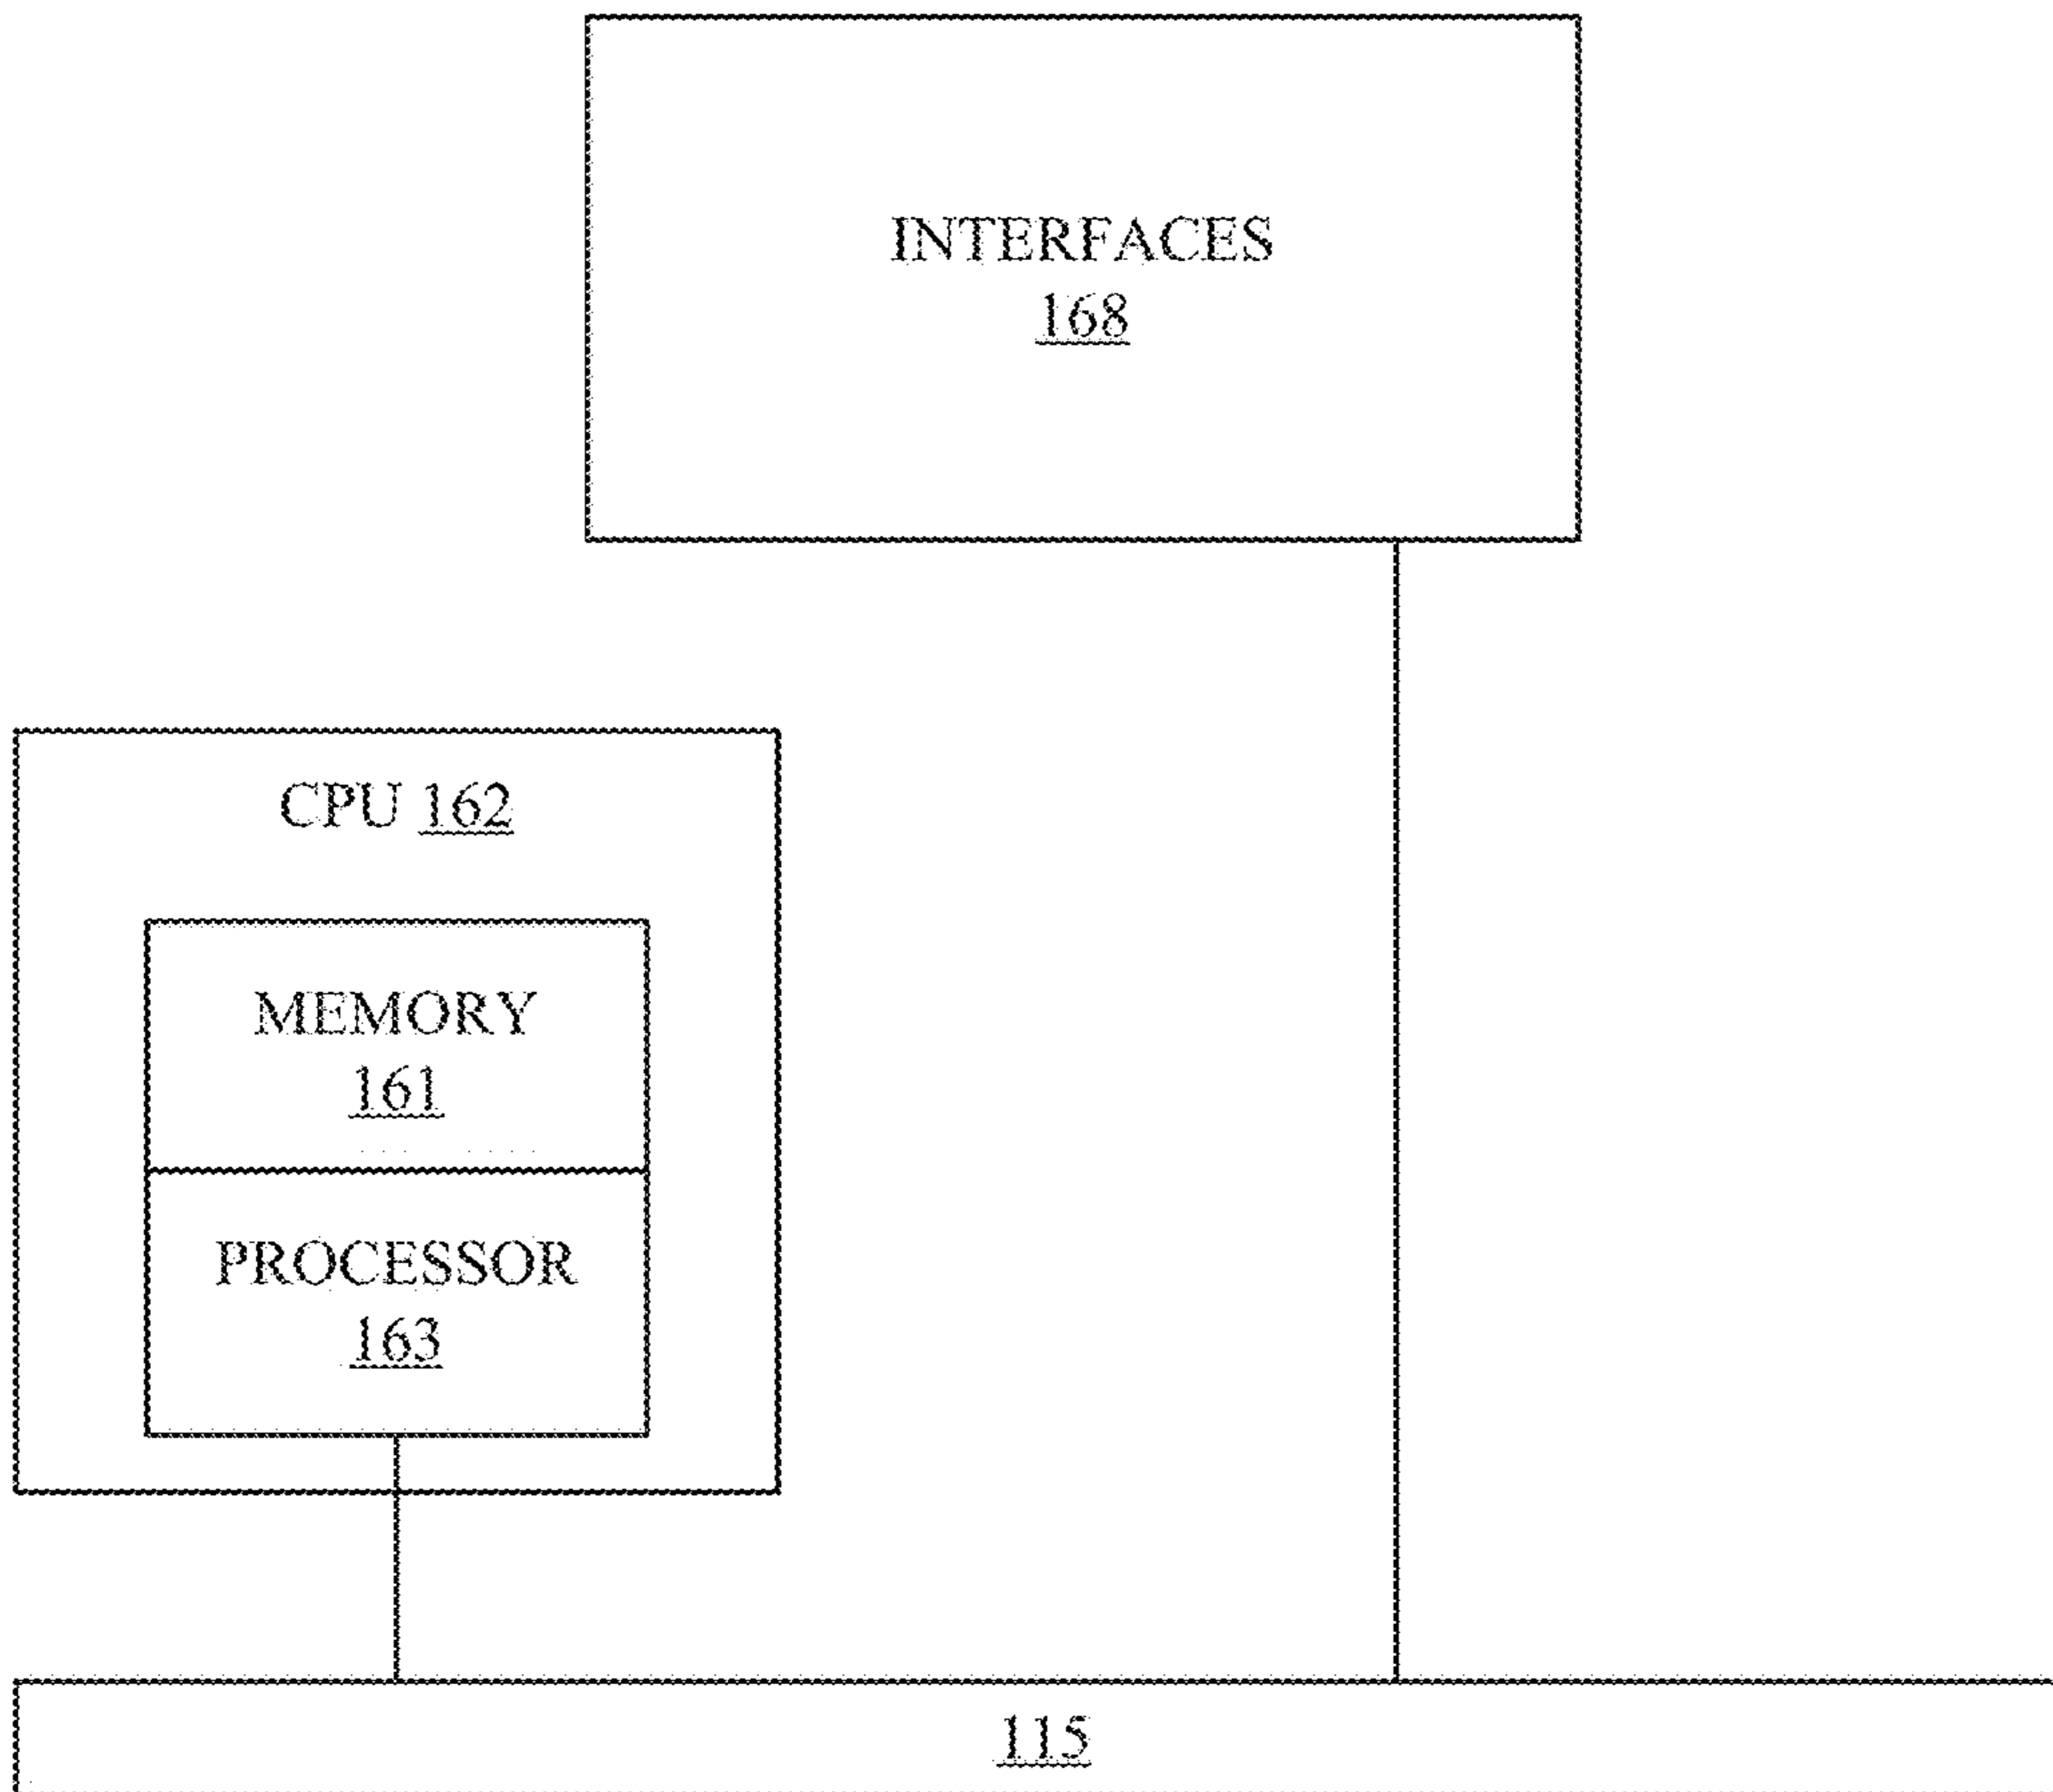 INTERFACES
168
CPU 162
MEMORY
161
PROCESSOR
163
115